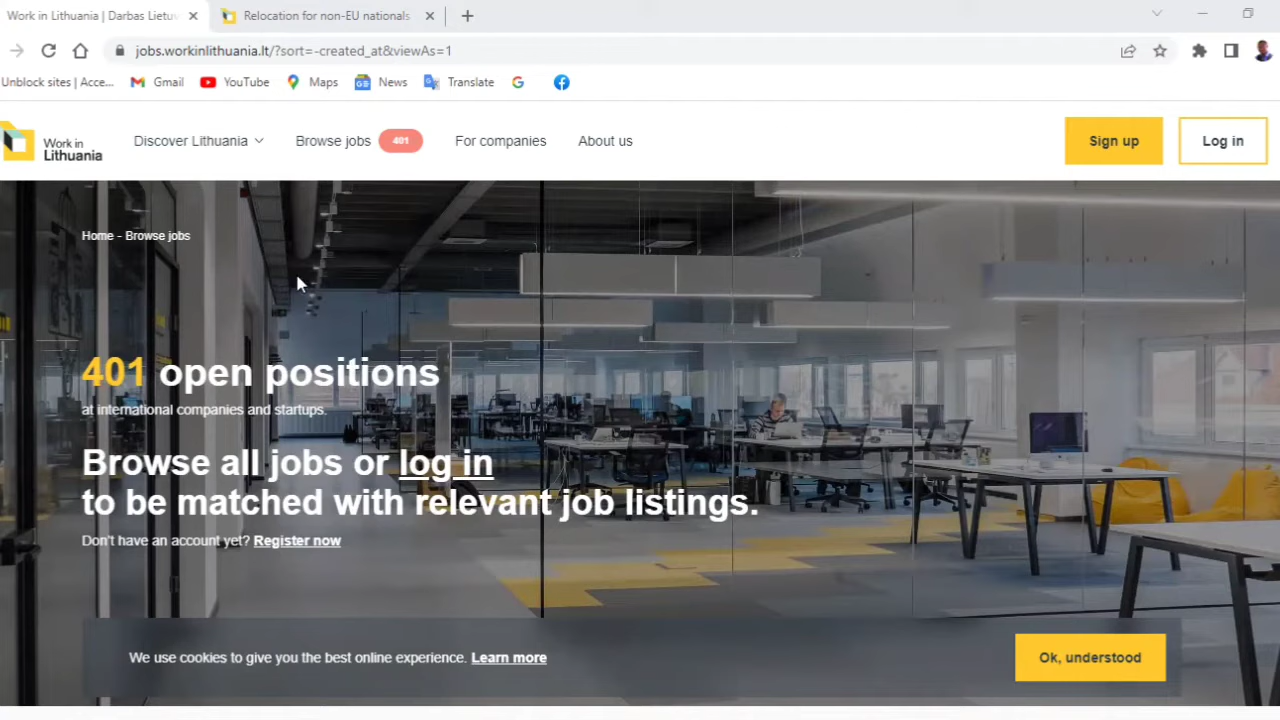 Work in Lithuania | Darbas Lietuv
Relocation for non-EU nationals
jobs.workinlithuania.lt/?sort=-created_at&viewAs=1
Unblock sites | Acce...
Gmail
YouTube
Maps
News
Translate
Work in
Lithuania
Discover Lithuania
Browse jobs
401
For companies
About us
Sign up
Log in
Home - Browse jobs
401 open positions
at international companies and startups.
Browse all jobs or log in
to be matched with relevant job listings.
Don't have an account yet? Register now
We use cookies to give you the best online experience. Learn more
Ok, understood